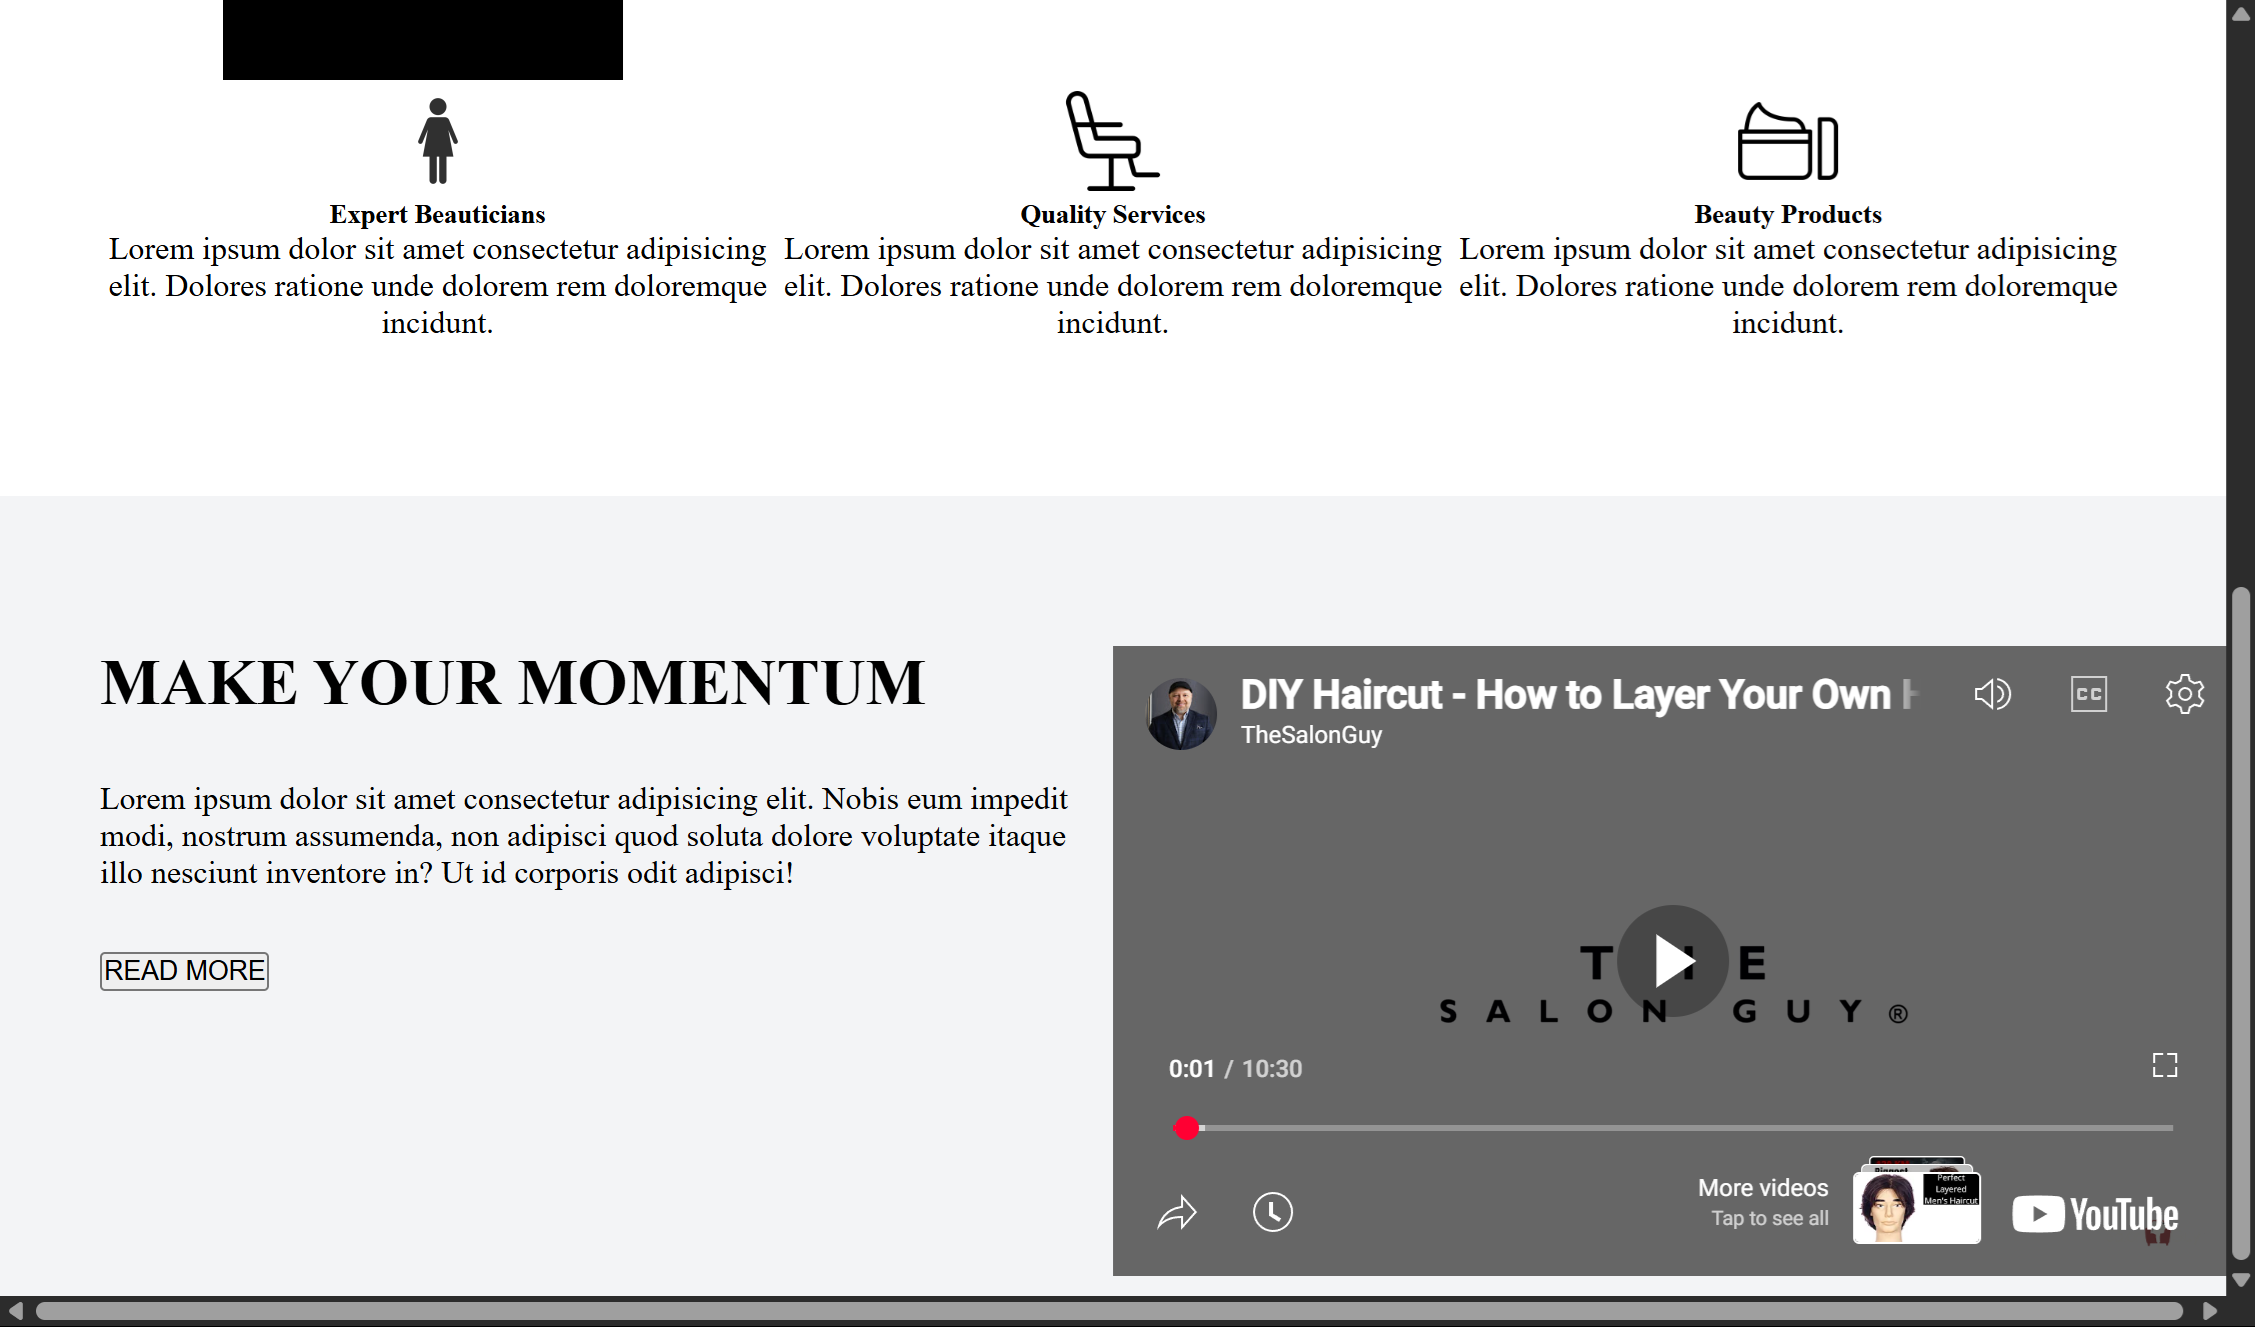 Expert Beauticians
Lorem ipsum dolor sit amet consectetur adipisicing
elit. Dolores ratione unde dolorem rem doloremque
incidunt.
Quality Services
Lorem ipsum dolor sit amet consectetur adipisicing
elit. Dolores ratione unde dolorem rem doloremque
incidunt.
Beauty Products
Lorem ipsum dolor sit amet consectetur adipisicing
elit. Dolores ratione unde dolorem rem doloremque
incidunt.
MAKE YOUR MOMENTUM
Lorem ipsum dolor sit amet consectetur adipisicing elit. Nobis eum impedit
modi, nostrum assumenda, non adipisci quod soluta dolore voluptate itaque
illo nesciunt inventore in? Ut id corporis odit adipisci!
READ MORE
DIY Haircut - How to Layer Your Own
TheSalonGuy
CC
THE
SALON GUY®
0:01 / 10:30
More videos
Tap to see all
Perfect
Layered
Men's Haircut
YouTube